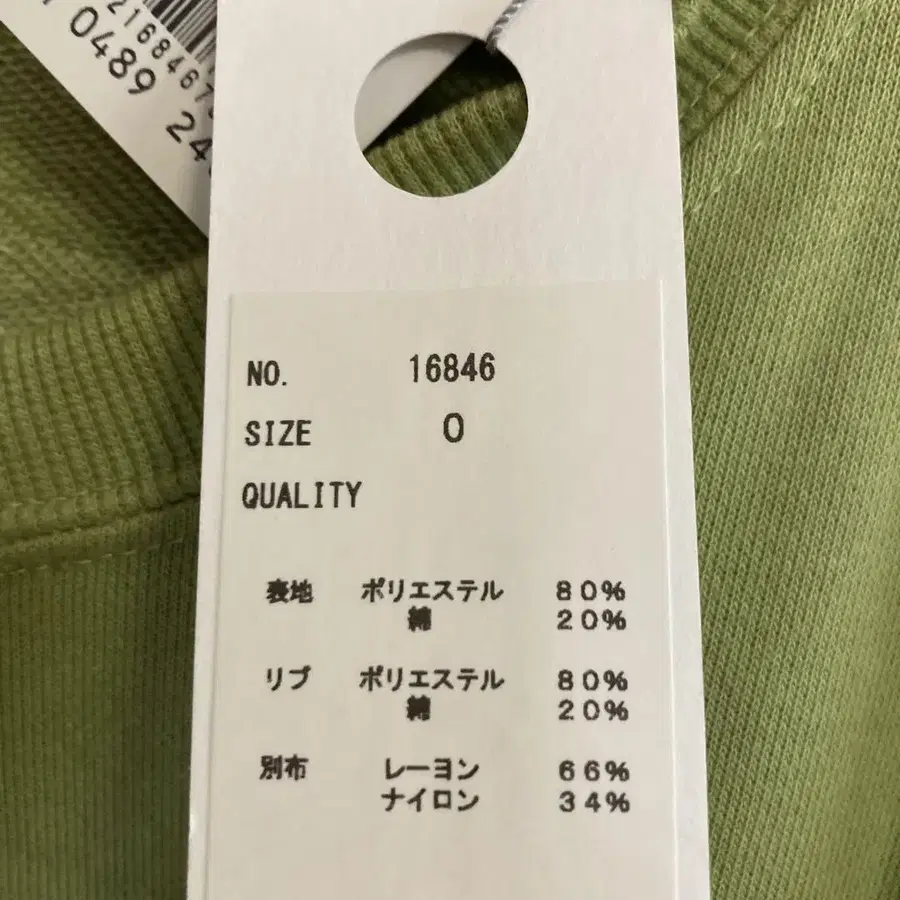 0489 24
NO. 16846
SIZE 0
QUALITY
表地 ポリエステル 80%
綿 20%
リブ ポリエステル 80%
綿 20%
別布 レーヨン 66%
ナイロン 34%